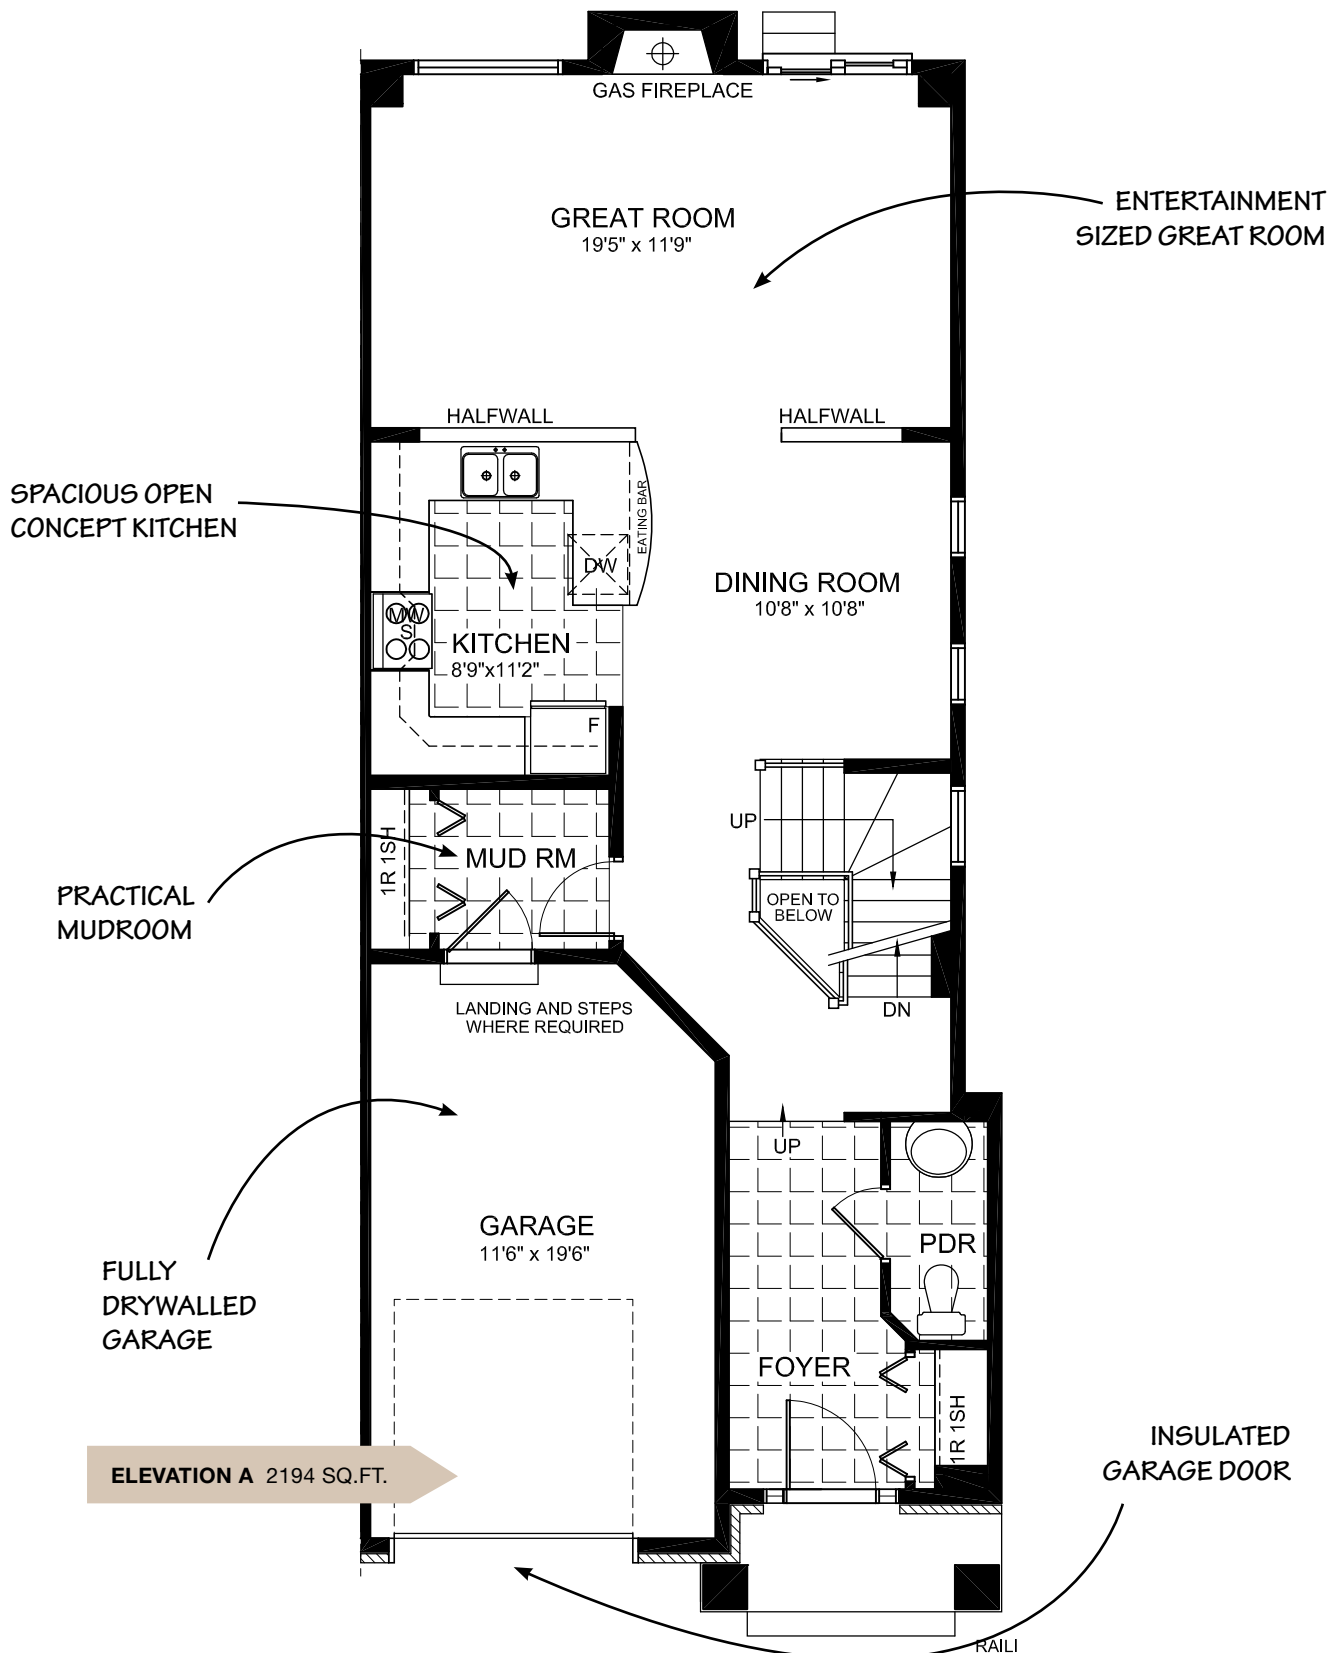 GAS FIREPLACE
GREAT ROOM
19'5" x 11'9"
ENTERTAINMENT
SIZED GREAT ROOM
HALFWALL
HALFWALL
SPACIOUS OPEN
CONCEPT KITCHEN
EATING BAR
DW
DINING ROOM
10'8" x 10'8"
MW
SI
KITCHEN
8'9"x11'2"
F
UP
1R 1SH
MUD RM
PRACTICAL
MUDROOM
OPEN TO
BELOW
LANDING AND STEPS
WHERE REQUIRED
DN
UP
GARAGE
11'6" x 19'6"
PDR
FULLY
DRYWALLED
GARAGE
FOYER
1R 1SH
INSULATED
GARAGE DOOR
ELEVATION A 2194 SQ.FT.
RAILI